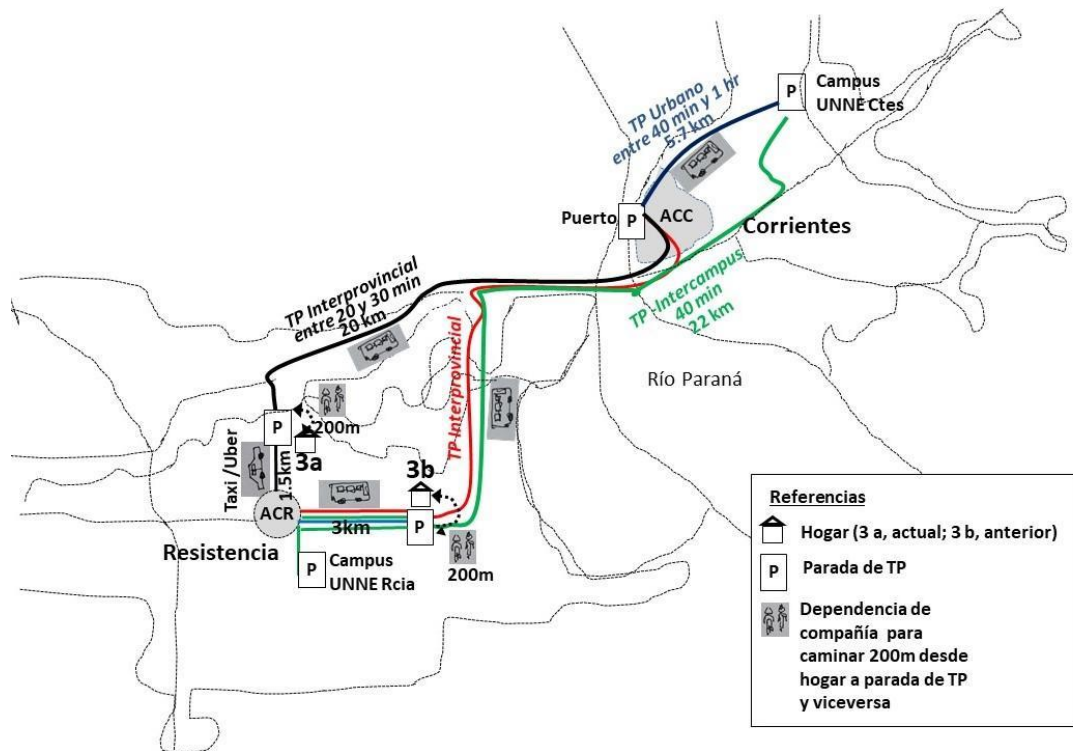 P
Campus
UNNE Ctes
TP Urbano
entre 40 min y 1 hr
5.7 km
Puerto
P
ACC
Corrientes
TP Interprovincial
entre 20 y 30 min
20 km
TP -Intercampus
40 min
22 km
Río Paraná
TP Interprovincial
P
200m
3a
3b
Taxi /Uber
1.5km
ACR
3km
P
Resistencia
P
Campus
UNNE Rcia
200m
Referencias
Hogar (3 a, actual; 3 b, anterior)
P
Parada de TP
Dependencia de
compañía para
caminar 200m desde
hogar a parada de TP
y viceversa